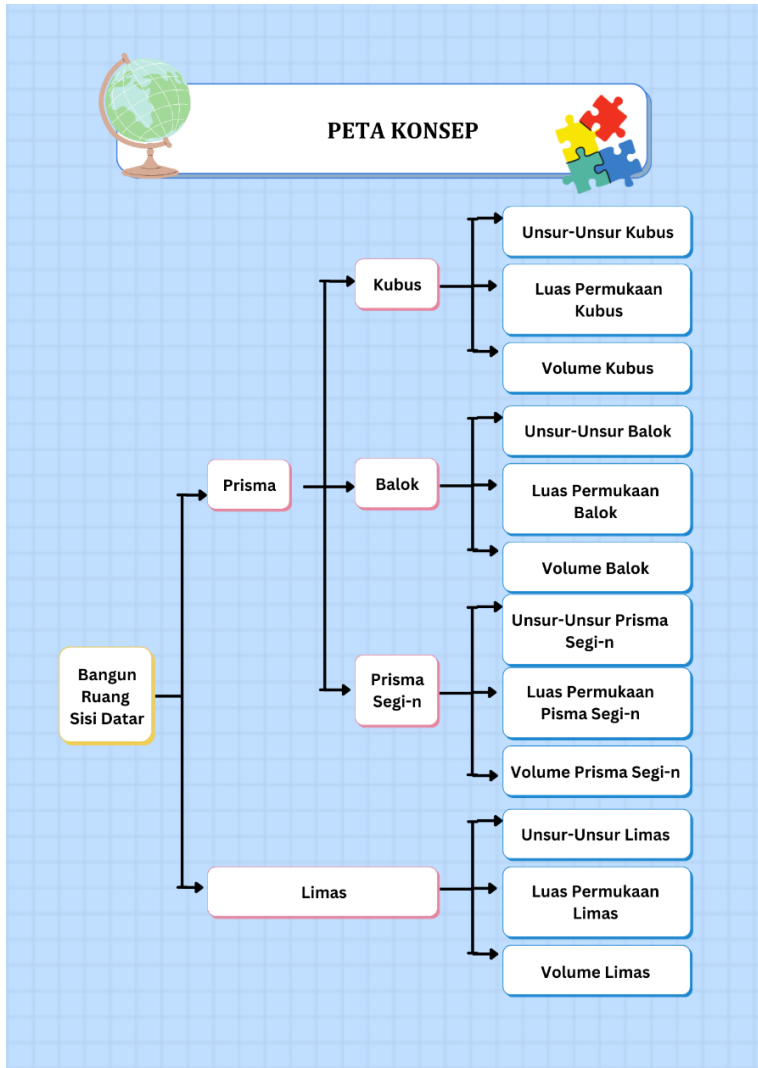 PETA KONSEP
Unsur-Unsur Kubus
Kubus
Luas Permukaan
Kubus
Volume Kubus
Unsur-Unsur Balok
Prisma
Balok
Luas Permukaan
Balok
Volume Balok
Unsur-Unsur Prisma
Segi-n
Bangun
Ruang
Sisi Datar
Prisma
Segi-n
Luas Permukaan
Pisma Segi-n
Volume Prisma Segi-n
Unsur-Unsur Limas
Limas
Luas Permukaan
Limas
Volume Limas